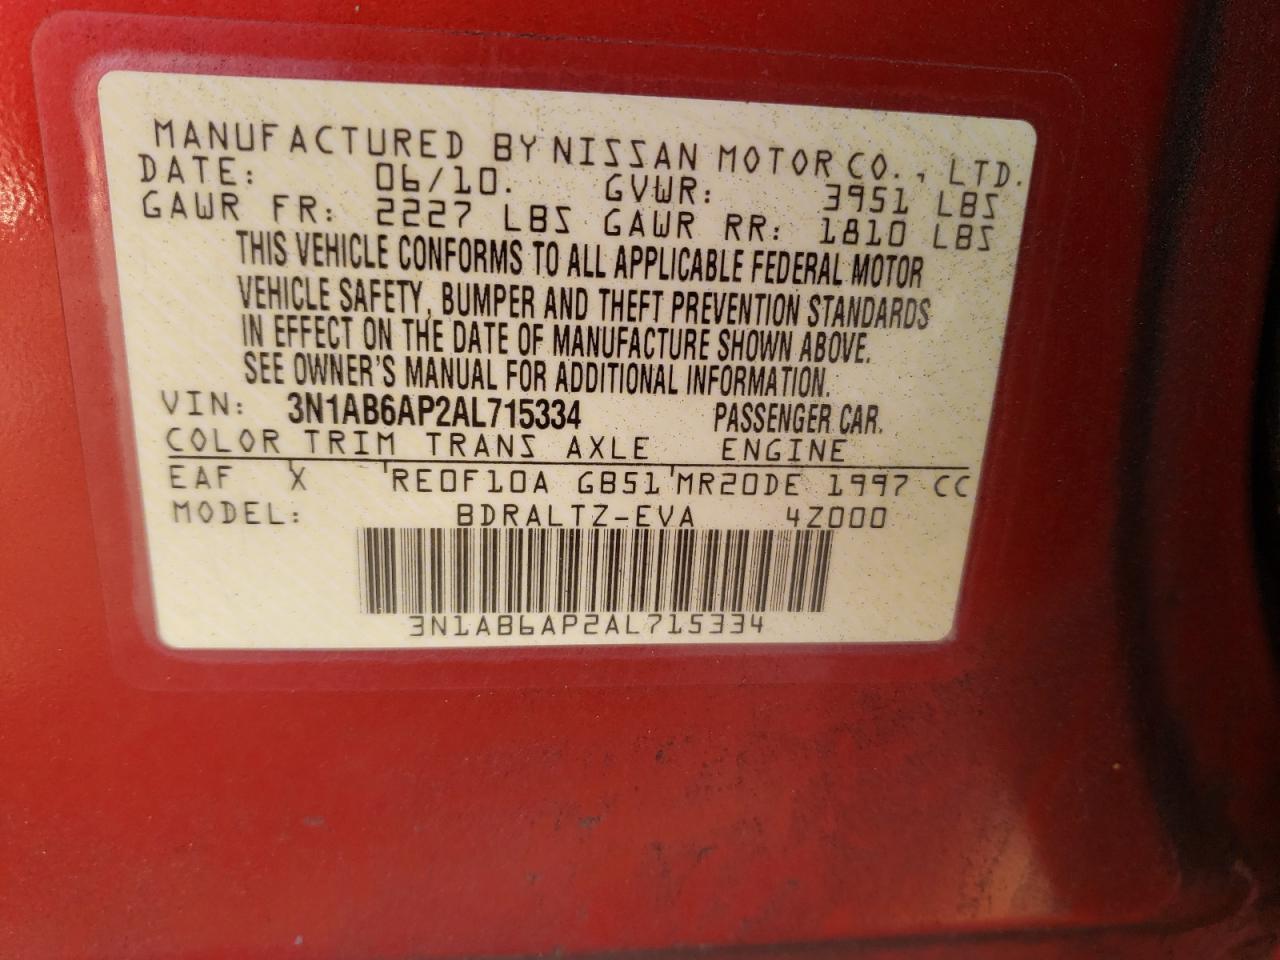 MANUFACTURED BY NISSAN MOTOR CO., LTD.
DATE: 06/10. GVWR: 3951 LBS
GAWR FR: 2227 LBS GAWR RR: 1810 LBS
THIS VEHICLE CONFORMS TO ALL APPLICABLE FEDERAL MOTOR
VEHICLE SAFETY, BUMPER AND THEFT PREVENTION STANDARDS
IN EFFECT ON THE DATE OF MANUFACTURE SHOWN ABOVE.
SEE OWNER'S MANUAL FOR ADDITIONAL INFORMATION.
VIN: 3N1AB6AP2AL715334 PASSENGER CAR.
COLOR TRIM TRANS AXLE ENGINE
EAF X RE0F10A GB51 MR20DE 1997 CC
MODEL: BDRALTZ-EVA 4Z000
3N1AB6AP2AL715334